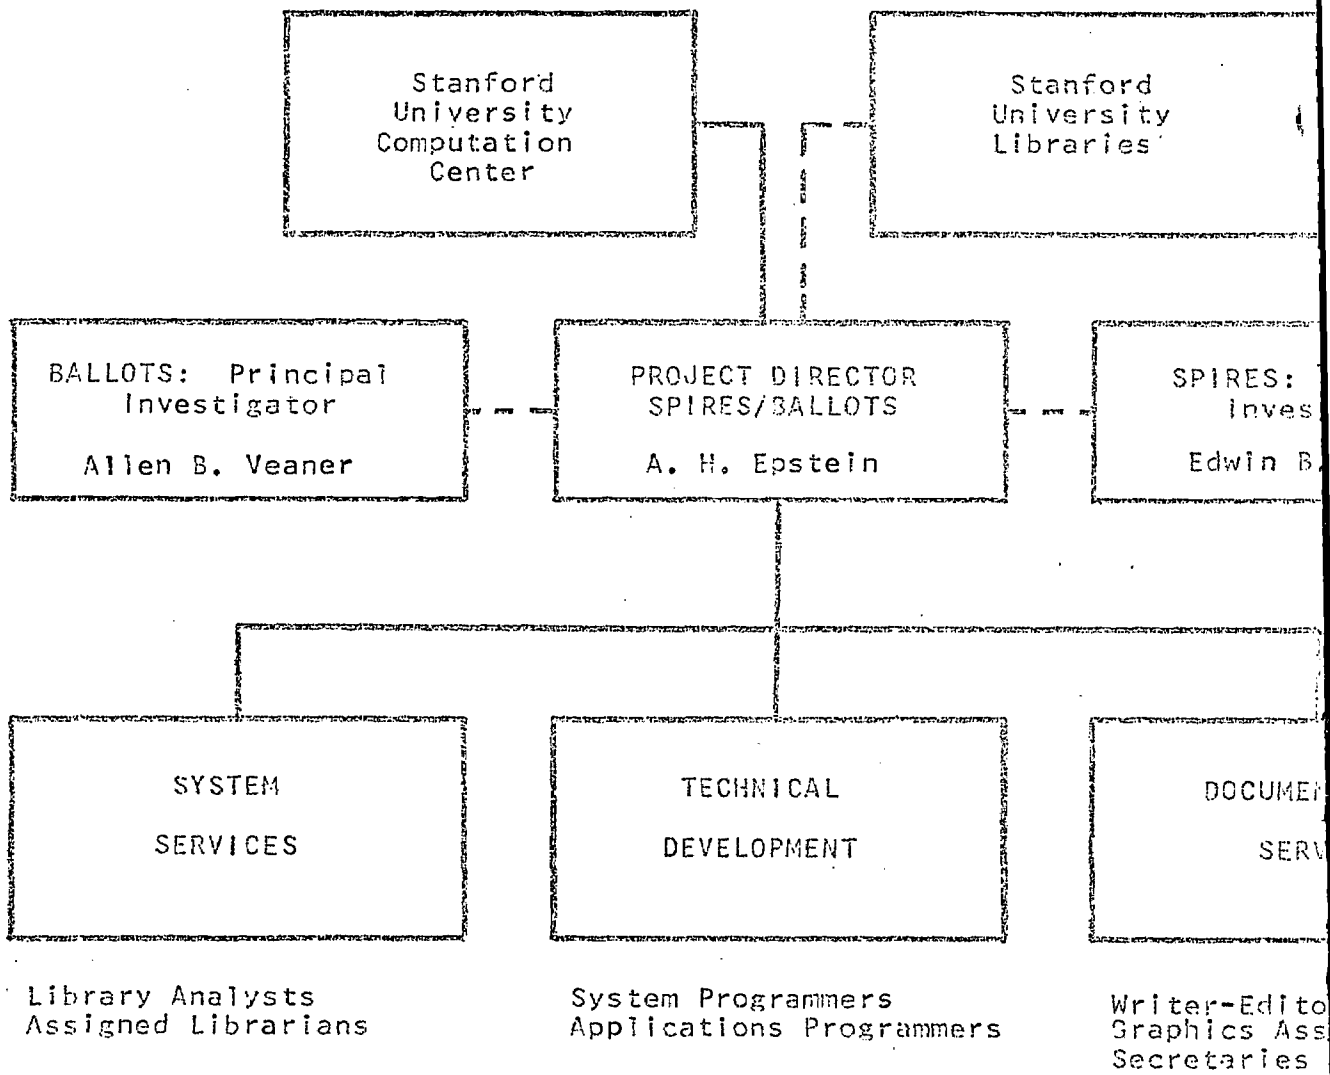 Stanford
University
Computation
Center
Stanford
University
Libraries
BALLOTS: Principal
Investigator
Allen B. Veaner
PROJECT DIRECTOR
SPIRES/BALLOTS
A. H. Epstein
SPIRES:
Inves
Edwin B.
SYSTEM
SERVICES
TECHNICAL
DEVELOPMENT
DOCUMEN
SERV
Library Analysts
Assigned Librarians
System Programmers
Applications Programmers
Writer-Edito
Graphics Ass
Secretaries